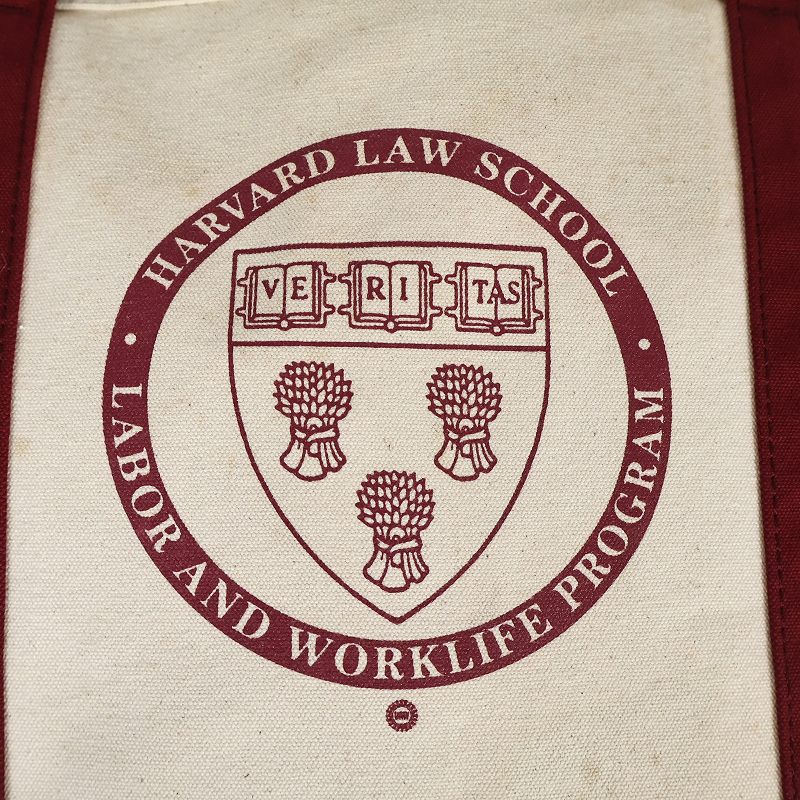 HARVARD LAW SCHOOL
VE RI TAS
• LABOR AND WORKLIFE PROGRAM •